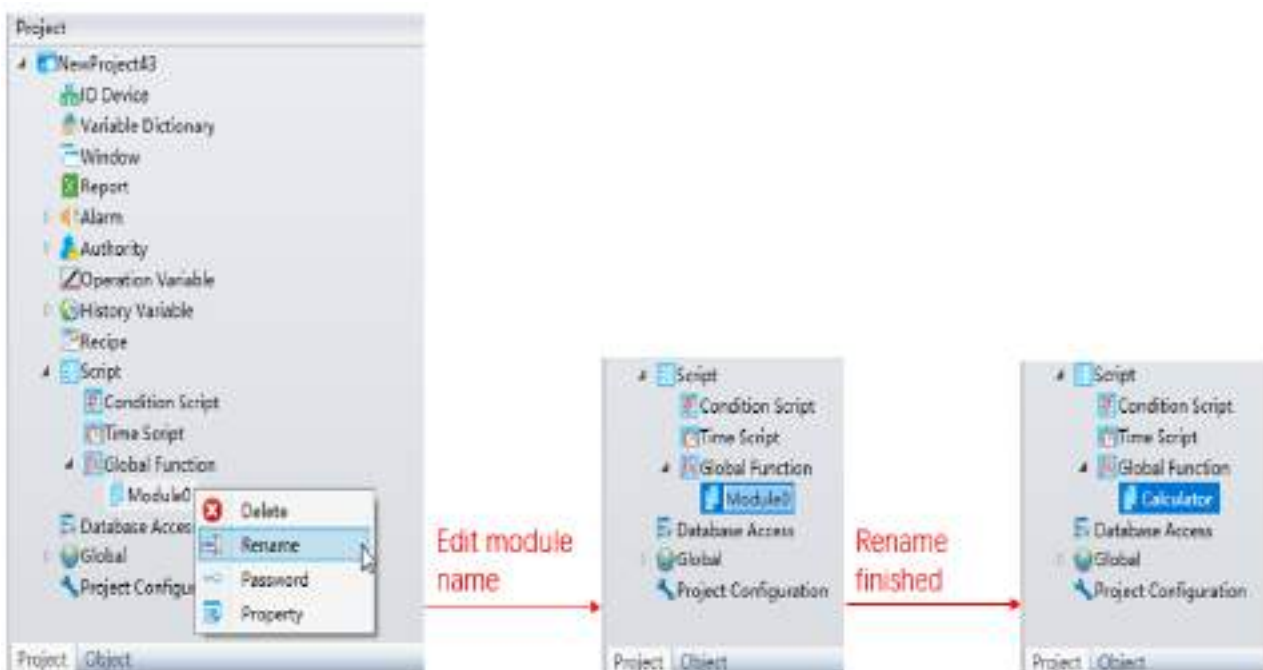 Project
NewProject43
IO Device
Variable Dictionary
Window
Report
Alarm
Authority
Operation Variable
History Variable
Recipe
Script
Condition Script
Time Script
Global Function
Module0
Delete
Rename
Password
Property
Database Acces
Global
Project Configur
Project Object
Edit module
name
Script
Condition Script
Time Script
Global Function
Module0
Database Access
Global
Project Configuration
Project Object
Rename
finished
Script
Condition Script
Time Script
Global Function
Calculator
Database Access
Global
Project Configuration
Project Object